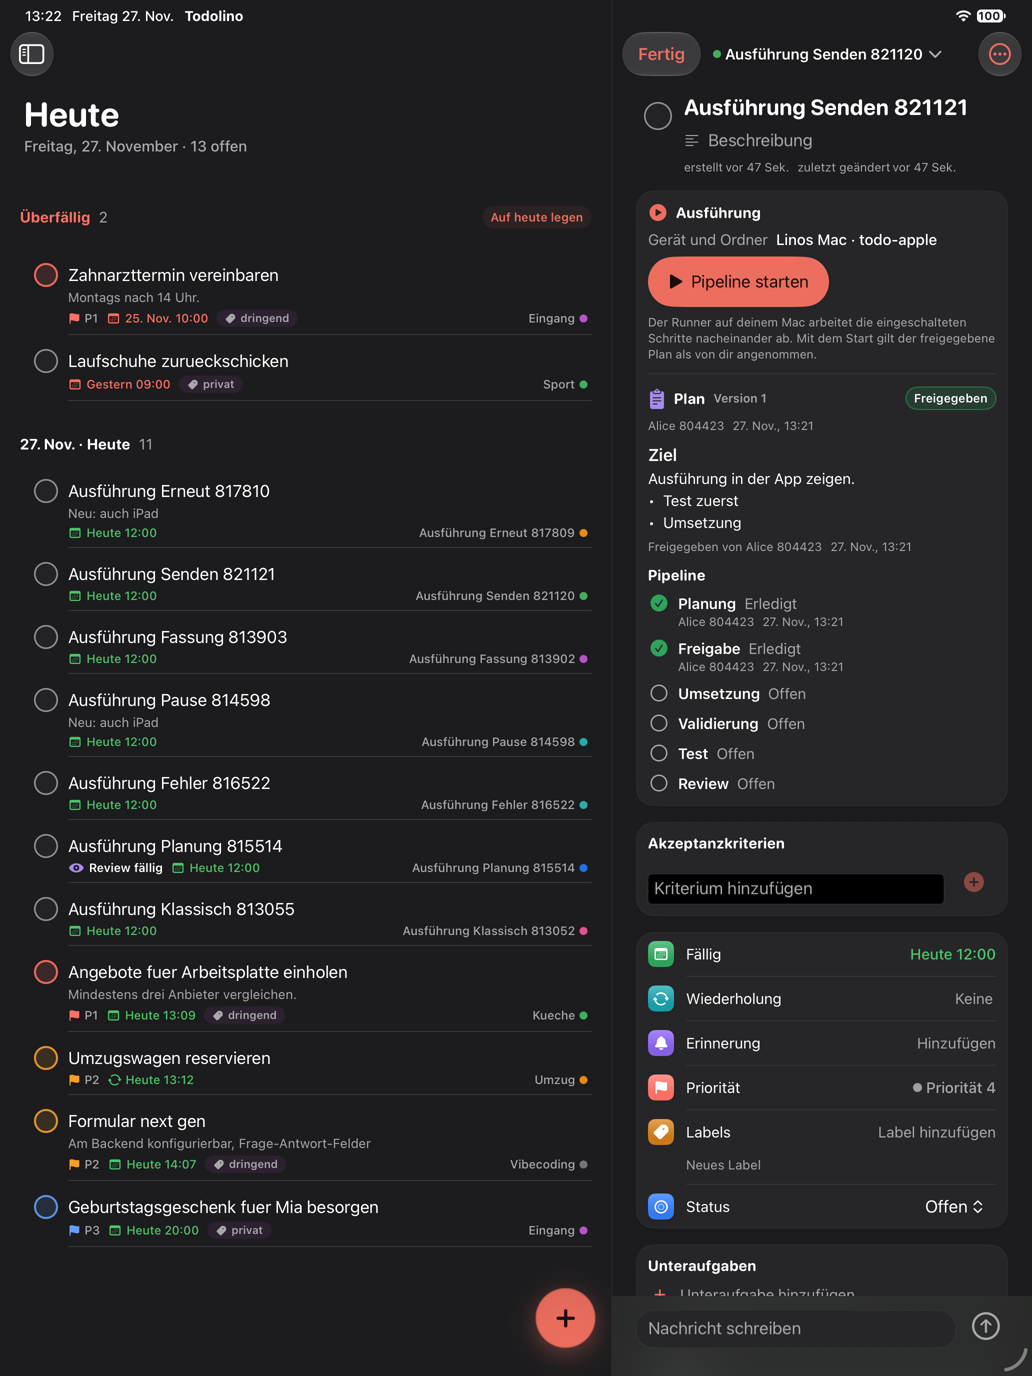 13:22 Freitag 27. Nov. Todolino
100
Heute
Freitag, 27. November · 13 offen
Überfällig 2
Auf heute legen
Zahnarzttermin vereinbaren
Montags nach 14 Uhr.
P1 25. Nov. 10:00 dringend Eingang
Laufschuhe zurueckschicken
Gestern 09:00 privat Sport
27. Nov. · Heute 11
Ausführung Erneut 817810
Neu: auch iPad
Heute 12:00 Ausführung Erneut 817809
Ausführung Senden 821121
Heute 12:00 Ausführung Senden 821120
Ausführung Fassung 813903
Heute 12:00 Ausführung Fassung 813902
Ausführung Pause 814598
Neu: auch iPad
Heute 12:00 Ausführung Pause 814598
Ausführung Fehler 816522
Heute 12:00 Ausführung Fehler 816522
Ausführung Planung 815514
Review fällig Heute 12:00 Ausführung Planung 815514
Ausführung Klassisch 813055
Heute 12:00 Ausführung Klassisch 813052
Angebote fuer Arbeitsplatte einholen
Mindestens drei Anbieter vergleichen.
P1 Heute 13:09 dringend Kueche
Umzugswagen reservieren
P2 Heute 13:12 Umzug
Formular next gen
Am Backend konfigurierbar, Frage-Antwort-Felder
P2 Heute 14:07 dringend Vibecoding
Geburtstagsgeschenk fuer Mia besorgen
P3 Heute 20:00 privat Eingang
Fertig
Ausführung Senden 821120
Ausführung Senden 821121
Beschreibung
erstellt vor 47 Sek. zuletzt geändert vor 47 Sek.
Ausführung
Gerät und Ordner Linos Mac · todo-apple
Pipeline starten
Der Runner auf deinem Mac arbeitet die eingeschalteten
Schritte nacheinander ab. Mit dem Start gilt der freigegebene
Plan als von dir angenommen.
Plan Version 1 Freigegeben
Alice 804423 27. Nov., 13:21
Ziel
Ausführung in der App zeigen.
• Test zuerst
• Umsetzung
Freigegeben von Alice 804423 27. Nov., 13:21
Pipeline
Planung Erledigt
Alice 804423 27. Nov., 13:21
Freigabe Erledigt
Alice 804423 27. Nov., 13:21
Umsetzung Offen
Validierung Offen
Test Offen
Review Offen
Akzeptanzkriterien
Kriterium hinzufügen
Fällig Heute 12:00
Wiederholung Keine
Erinnerung Hinzufügen
Priorität Priorität 4
Labels Label hinzufügen
Neues Label
Status Offen
Unteraufgaben
Unteraufgabe hinzufügen
Nachricht schreiben